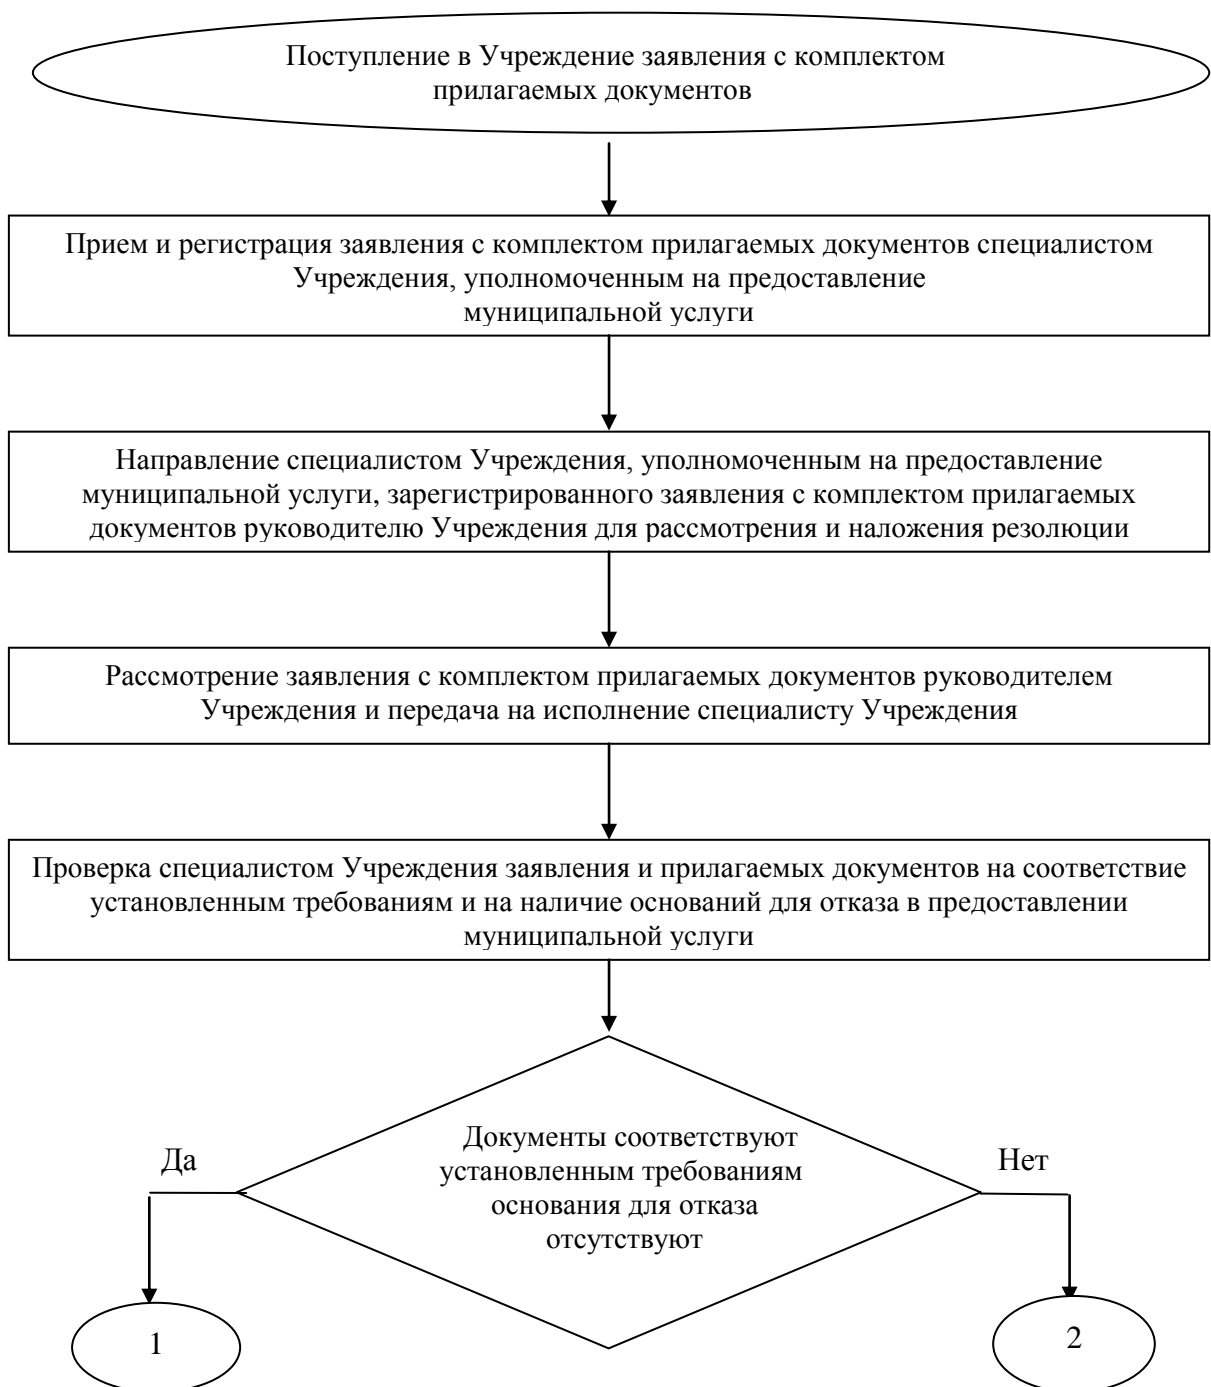 Поступление в Учреждение заявления с комплектом
прилагаемых документов
Прием и регистрация заявления с комплектом прилагаемых документов специалистом
Учреждения, уполномоченным на предоставление
муниципальной услуги
Направление специалистом Учреждения, уполномоченным на предоставление
муниципальной услуги, зарегистрированного заявления с комплектом прилагаемых
документов руководителю Учреждения для рассмотрения и наложения резолюции
Рассмотрение заявления с комплектом прилагаемых документов руководителем
Учреждения и передача на исполнение специалисту Учреждения
Проверка специалистом Учреждения заявления и прилагаемых документов на соответствие
установленным требованиям и на наличие оснований для отказа в предоставлении
муниципальной услуги
Документы соответствуют
установленным требованиям
основания для отказа
отсутствуют
Да
Нет
1
2